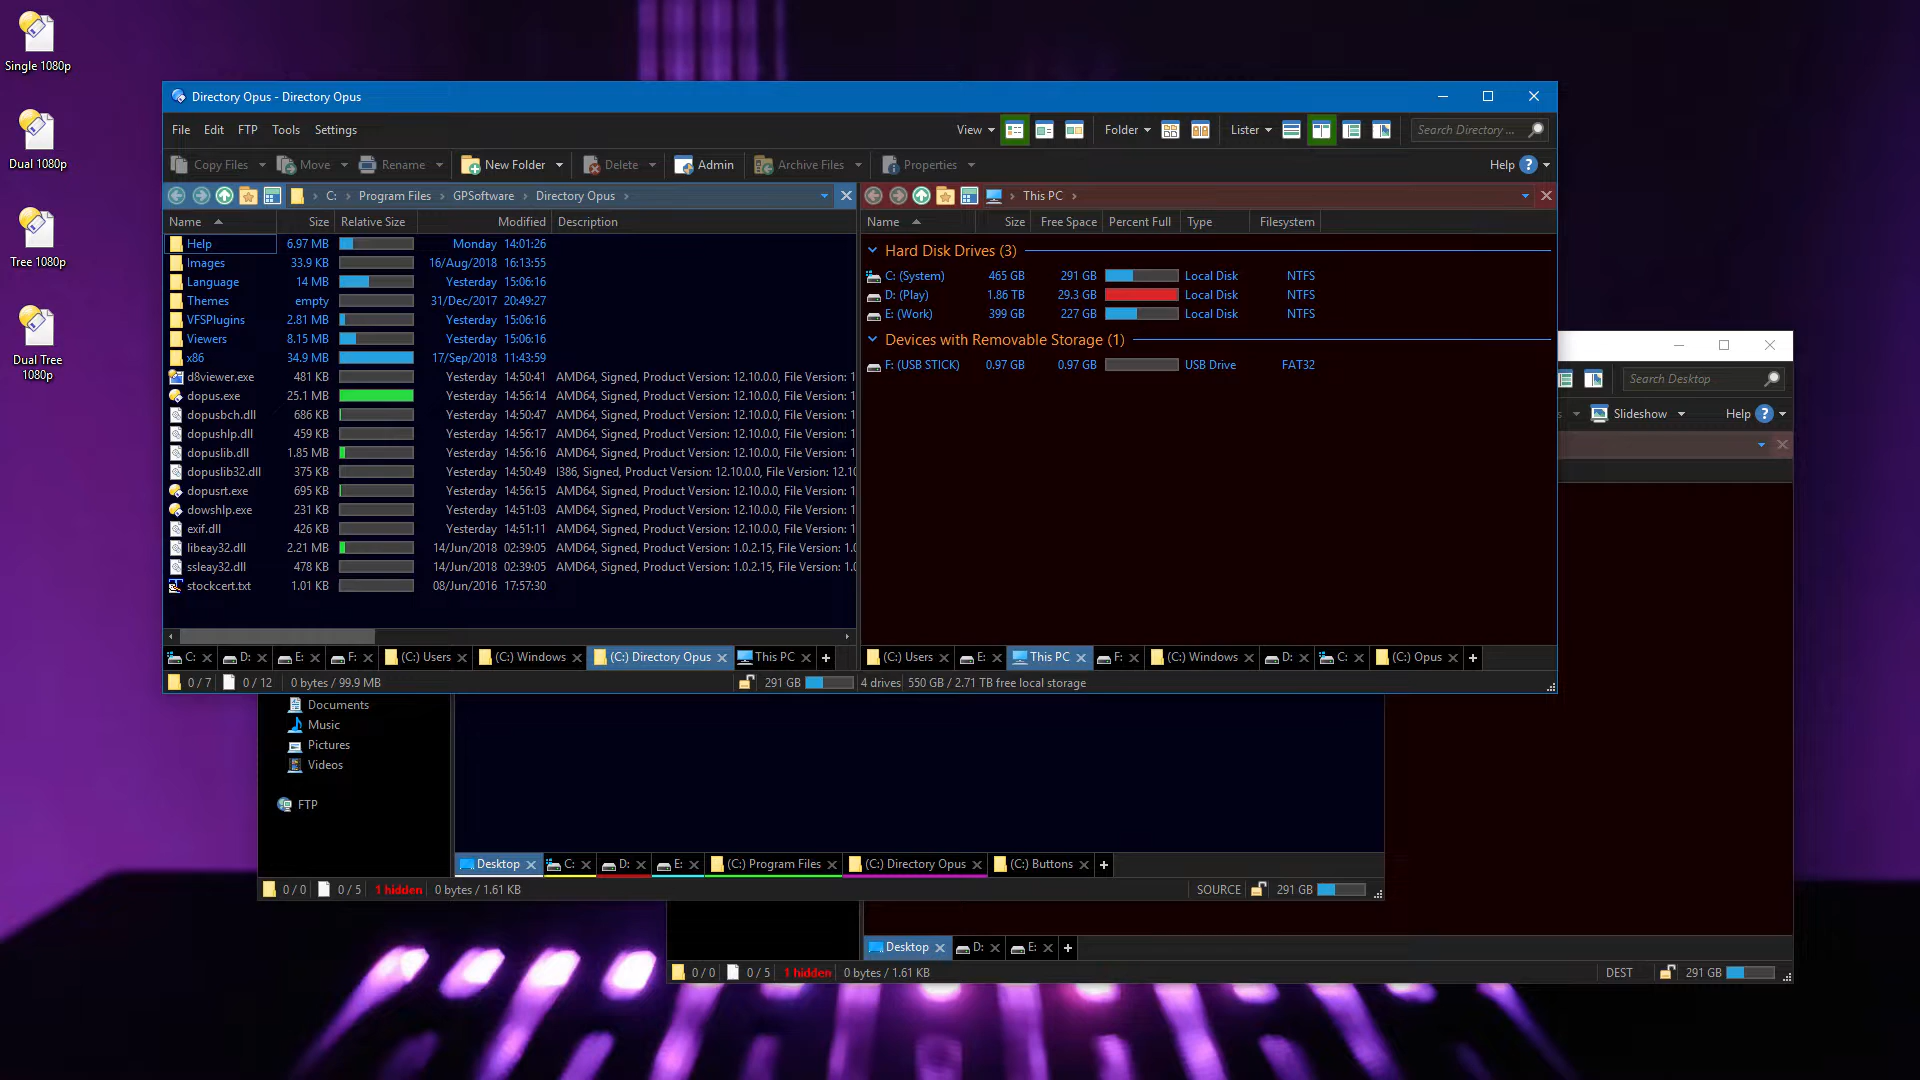 Single 1080p
Dual 1080p
Tree 1080p
Dual Tree
1080p
Directory Opus - Directory Opus
File Edit FTP Tools Settings View Folder Lister Search Directory ...
Copy Files Move Rename New Folder Delete Admin Archive Files Properties Help
C: Program Files GPSoftware Directory Opus
Name Size Relative Size Modified Description
Help 6.97 MB Monday 14:01:26
Images 33.9 KB 16/Aug/2018 16:13:55
Language 14 MB Yesterday 15:06:16
Themes empty 31/Dec/2017 20:49:27
VFSPlugins 2.81 MB Yesterday 15:06:16
Viewers 8.15 MB Yesterday 15:06:16
x86 34.9 MB 17/Sep/2018 11:43:59
d8viewer.exe 481 KB Yesterday 14:50:41 AMD64, Signed, Product Version: 12.10.0.0, File Version: 1
dopus.exe 25.1 MB Yesterday 14:56:14 AMD64, Signed, Product Version: 12.10.0.0, File Version: 1
dopusbch.dll 686 KB Yesterday 14:50:47 AMD64, Signed, Product Version: 12.10.0.0, File Version: 1
dopushlp.dll 459 KB Yesterday 14:56:17 AMD64, Signed, Product Version: 12.10.0.0, File Version: 1
dopuslib.dll 1.85 MB Yesterday 14:56:16 AMD64, Signed, Product Version: 12.10.0.0, File Version: 1
dopuslib32.dll 375 KB Yesterday 14:50:49 I386, Signed, Product Version: 12.10.0.0, File Version: 12.10
dopusrt.exe 695 KB Yesterday 14:56:15 AMD64, Signed, Product Version: 12.10.0.0, File Version: 1
dowshlp.exe 231 KB Yesterday 14:51:03 AMD64, Signed, Product Version: 12.10.0.0, File Version: 1
exif.dll 426 KB Yesterday 14:51:11 AMD64, Signed, Product Version: 12.10.0.0, File Version: 1
libeay32.dll 2.21 MB 14/Jun/2018 02:39:05 AMD64, Signed, Product Version: 1.0.2.15, File Version: 1.0
ssleay32.dll 478 KB 14/Jun/2018 02:39:05 AMD64, Signed, Product Version: 1.0.2.15, File Version: 1.0
stockcert.txt 1.01 KB 08/Jun/2016 17:57:30
C: D: E: F: (C:) Users (C:) Windows (C:) Directory Opus This PC
0 / 7 0 / 12 0 bytes / 99.9 MB 291 GB
This PC
Name Size Free Space Percent Full Type Filesystem
Hard Disk Drives (3)
C: (System) 465 GB 291 GB Local Disk NTFS
D: (Play) 1.86 TB 29.3 GB Local Disk NTFS
E: (Work) 399 GB 227 GB Local Disk NTFS
Devices with Removable Storage (1)
F: (USB STICK) 0.97 GB 0.97 GB USB Drive FAT32
(C:) Users E: This PC F: (C:) Windows D: C: (C:) Opus
4 drives 550 GB / 2.71 TB free local storage
Search Desktop
Slideshow Help
Documents
Music
Pictures
Videos
FTP
Desktop C: D: E: (C:) Program Files (C:) Directory Opus (C:) Buttons
0 / 0 0 / 5 1 hidden 0 bytes / 1.61 KB SOURCE 291 GB
Desktop D: E:
0 / 0 0 / 5 1 hidden 0 bytes / 1.61 KB DEST 291 GB